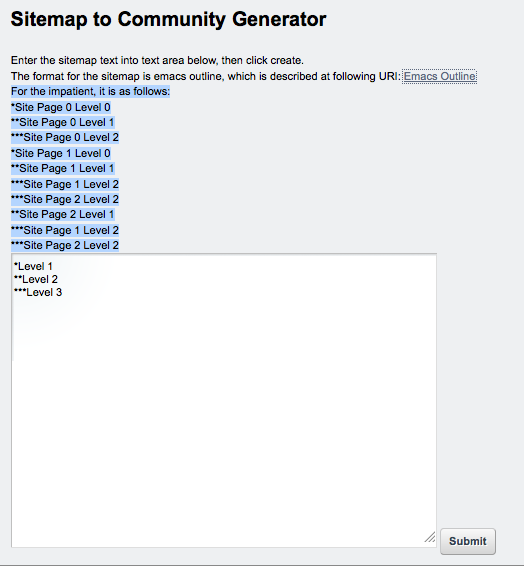 Sitemap to Community Generator
Enter the sitemap text into text area below, then click create.
The format for the sitemap is emacs outline, which is described at following URI: Emacs Outline
For the impatient, it is as follows:
*Site Page 0 Level 0
**Site Page 0 Level 1
***Site Page 0 Level 2
*Site Page 1 Level 0
**Site Page 1 Level 1
***Site Page 1 Level 2
***Site Page 2 Level 2
**Site Page 2 Level 1
***Site Page 1 Level 2
***Site Page 2 Level 2
*Level 1
**Level 2
***Level 3
Submit